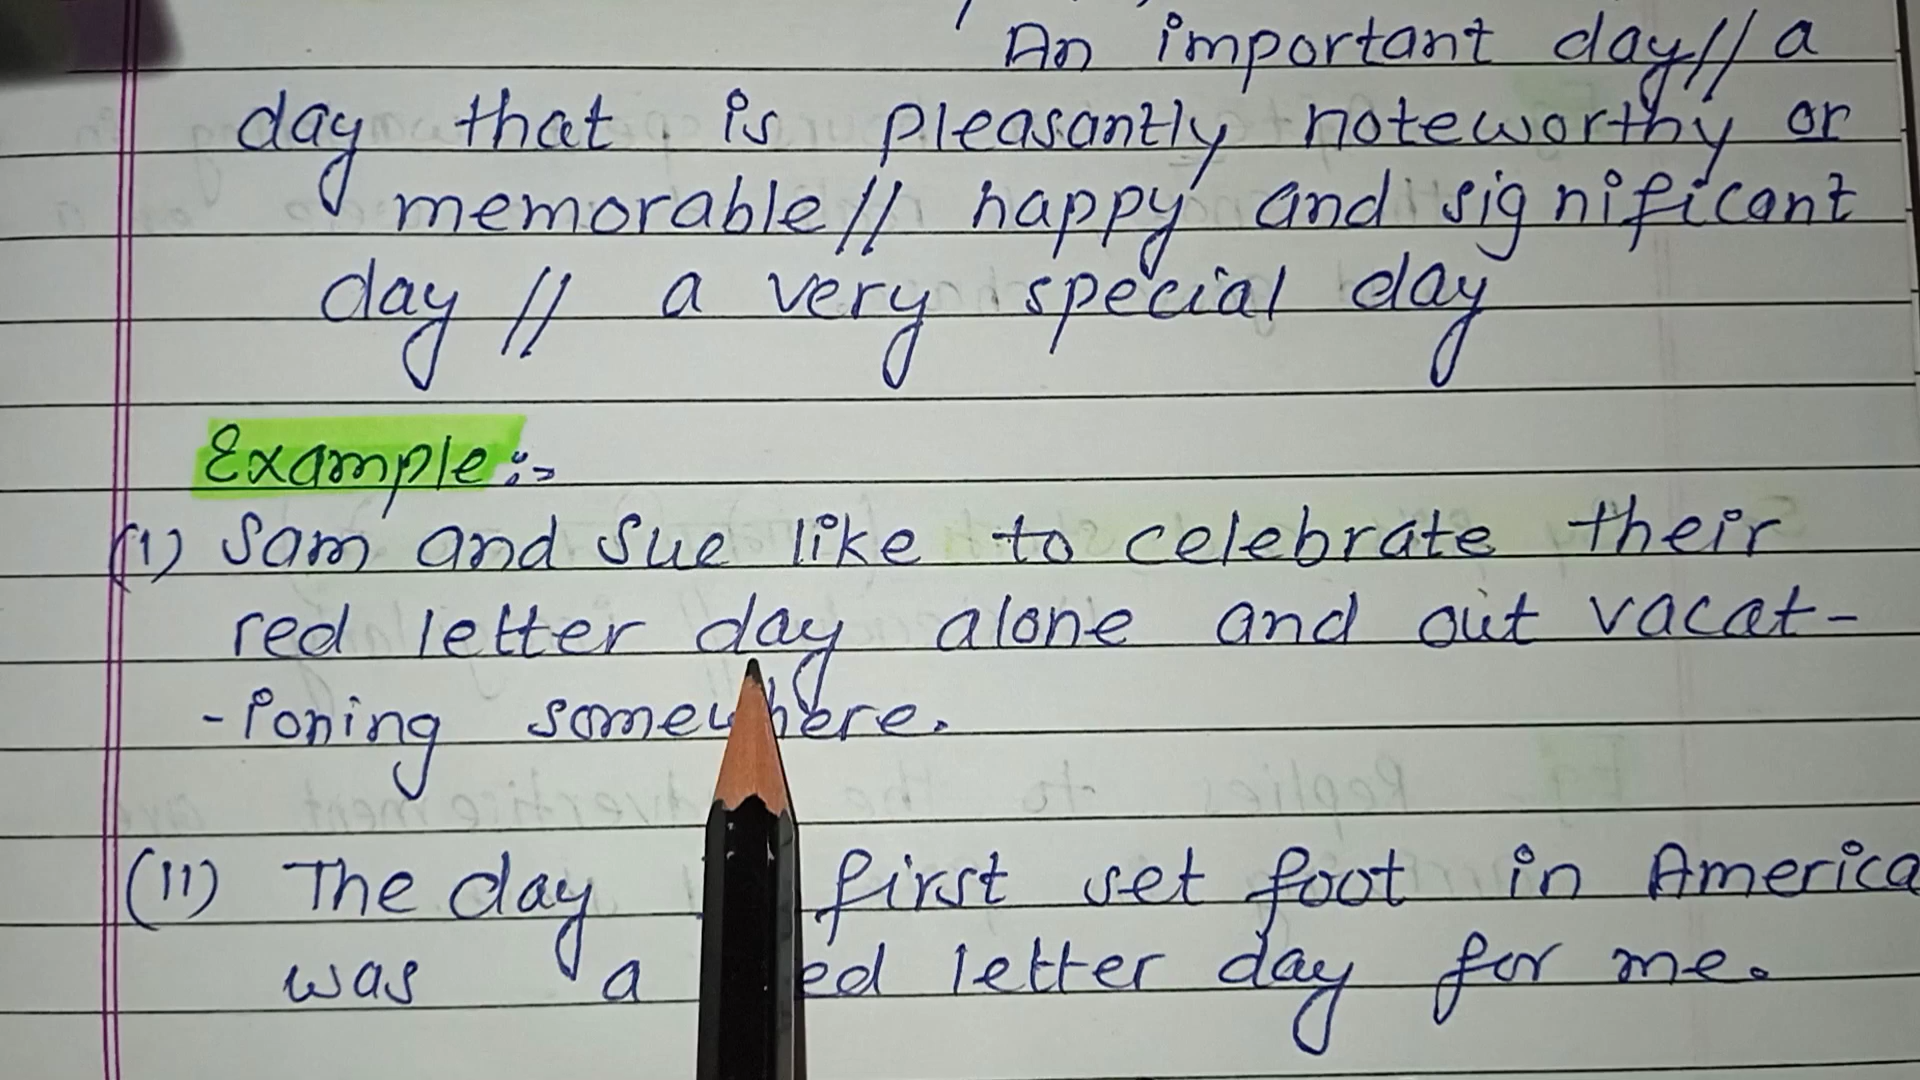 An important day // a
day that is pleasantly noteworthy or
memorable // happy and significant
day // a very special day
Example :-
(I) Sam and Sue like to celebrate their
red letter day alone and out vacat-
-ioning somewhere.
(II) The day first set foot in America
was a ed letter day for me.